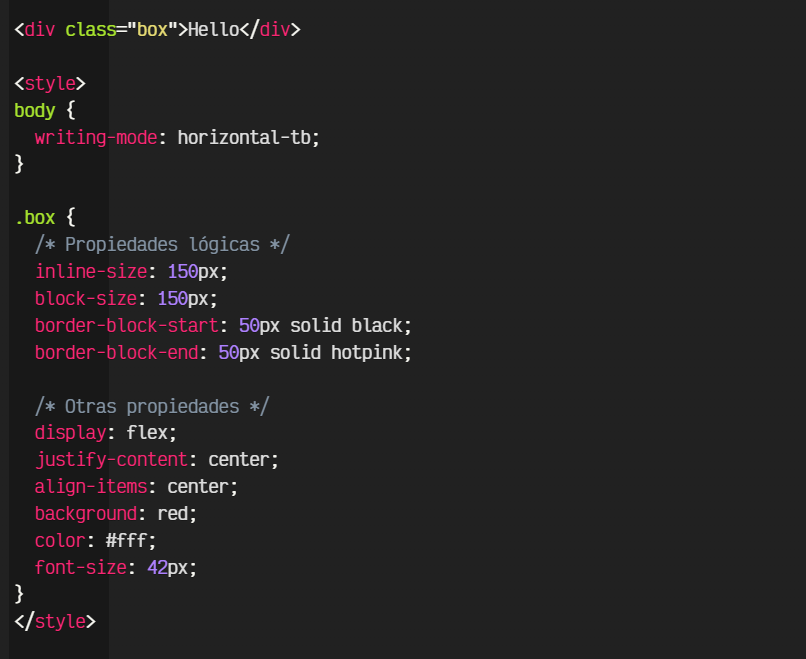 <div class="box">Hello</div>
<style>
body {
writing-mode: horizontal-tb;
}
.box {
/* Propiedades lógicas */
inline-size: 150px;
block-size: 150px;
border-block-start: 50px solid black;
border-block-end: 50px solid hotpink;
/* Otras propiedades */
display: flex;
justify-content: center;
align-items: center;
background: red;
color: #fff;
font-size: 42px;
}
</style>